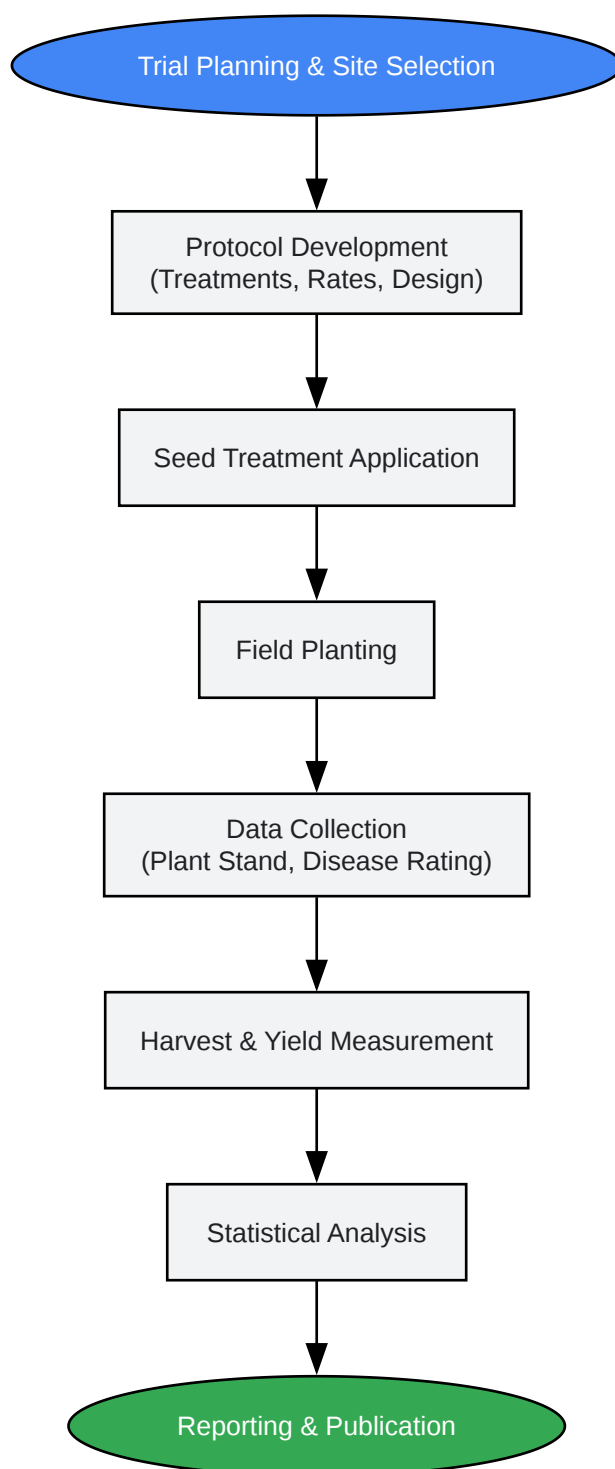 Trial Planning & Site Selection
Protocol Development
(Treatments, Rates, Design)
Seed Treatment Application
Field Planting
Data Collection
(Plant Stand, Disease Rating)
Harvest & Yield Measurement
Statistical Analysis
Reporting & Publication